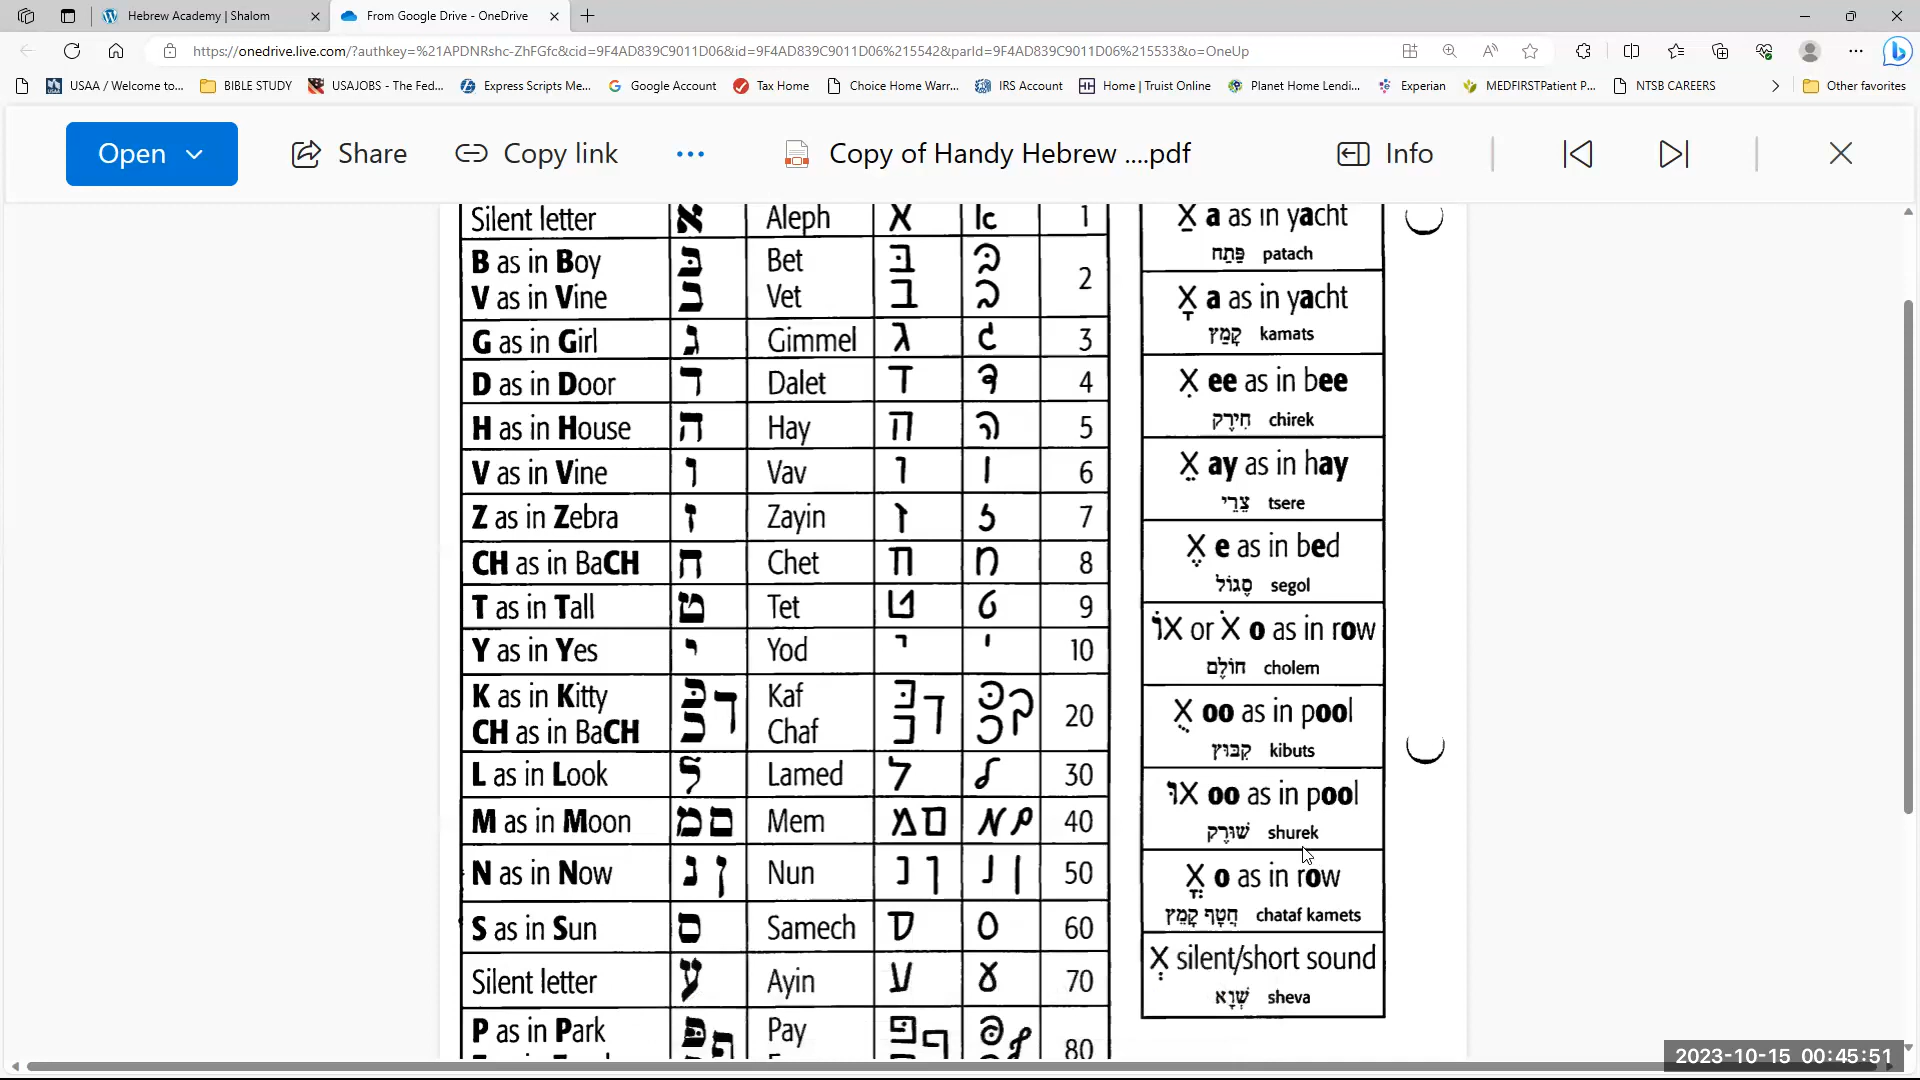 Hebrew Academy | Shalom
From Google Drive - OneDrive
https://onedrive.live.com/?authkey=%21APDNRshc-ZhFGfc&cid=9F4AD839C9011D06&id=9F4AD839C9011D06%215542&parId=9F4AD839C9011D06%215533&o=OneUp
USAA / Welcome to...
BIBLE STUDY
USAJOBS - The Fed...
Express Scripts Me...
Google Account
Tax Home
Choice Home Warr...
IRS Account
Home | Truist Online
Planet Home Lendi...
Experian
MEDFIRSTPatient P...
NTSB CAREERS
Other favorites
Open
Share
Copy link
Copy of Handy Hebrew ....pdf
Info
Silent letter א Aleph א א 1
B as in Boy בּ Bet בּ בּ 2
V as in Vine ב Vet ב ב
G as in Girl ג Gimmel ג ג 3
D as in Door ד Dalet ד ד 4
H as in House ה Hay ה ה 5
V as in Vine ו Vav ו ו 6
Z as in Zebra ז Zayin ז ז 7
CH as in BaCH ח Chet ח ח 8
T as in Tall ט Tet ט ט 9
Y as in Yes י Yod י י 10
K as in Kitty כּ ך Kaf כּ ך כּ ך 20
CH as in BaCH כ Chaf כ כ
L as in Look ל Lamed ל ל 30
M as in Moon מ ם Mem מ ם מ ם 40
N as in Now נ ן Nun נ ן נ ן 50
S as in Sun ס Samech ס ס 60
Silent letter ע Ayin ע ע 70
P as in Park פּ ף Pay פּ ף פּ ף 80
X a as in yacht
פַּתַח patach
X a as in yacht
קָמַץ kamats
X ee as in bee
חִירֶק chirek
X ay as in hay
צֵרֵי tsere
X e as in bed
סֶגוֹל segol
וֹX or X o as in row
חוֹלֶם cholem
X oo as in pool
קִבּוּץ kibuts
וּX oo as in pool
שׁוּרֶק shurek
X o as in row
חֲטָף קָמֵץ chataf kamets
X silent/short sound
שְׁוָא sheva
2023-10-15 00:45:51